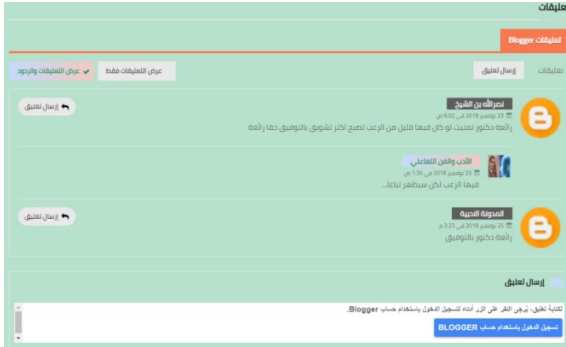 تعليقات
تعليقات Blogger
تعليقات
إرسال تعليق
عرض التعليقات فقط
عرض التعليقات والردود
نصرالله بن الشيخ
23 نوفمبر 2018 في 6:02 ص
رائعة دكتور تمنيت لو كان فيها قليل من الرعب تصبح اكثر تشويق بالتوفيق حقا رائعة
إرسال تعليق
الأدب والفن التفاعلي
25 نوفمبر 2018 في 1:35 ص
فيها الرعب لكن سيظهر تباعا...
المدونة الادبية
25 نوفمبر 2018 في 3:23 م
رائعة دكتور بالتوفيق
إرسال تعليق
إرسال تعليق
لكتابة تعليق، يُرجى النقر على الزر أدناه لتسجيل الدخول باستخدام حساب Blogger.
تسجيل الدخول باستخدام حساب BLOGGER